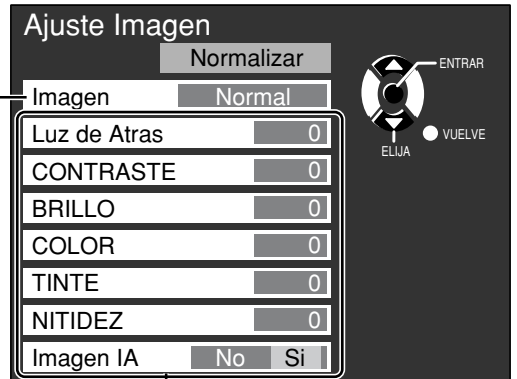 Ajuste Imagen
Normalizar
Imagen Normal
Luz de Atras 0
CONTRASTE 0
BRILLO 0
COLOR 0
TINTE 0
NITIDEZ 0
Imagen IA No Si
ENTRAR
VUELVE
ELIJA